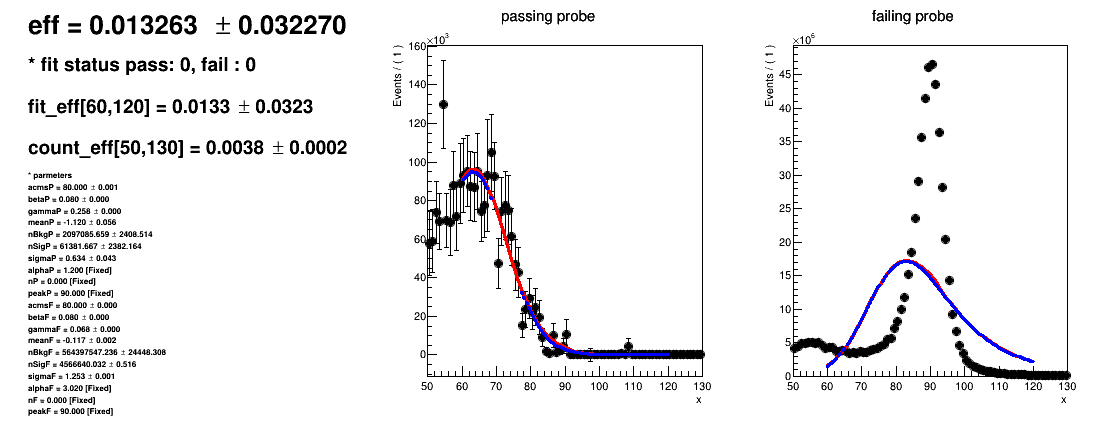 eff = 0.013263 ± 0.032270
* fit status pass: 0, fail : 0
fit_eff[60,120] = 0.0133 ± 0.0323
count_eff[50,130] = 0.0038 ± 0.0002
* parmeters
acmsP = 80.000 ± 0.001
betaP = 0.080 ± 0.000
gammaP = 0.258 ± 0.000
meanP = -1.120 ± 0.056
nBkgP = 2097085.659 ± 2408.514
nSigP = 61381.667 ± 2382.164
sigmaP = 0.634 ± 0.043
alphaP = 1.200 [Fixed]
nP = 0.000 [Fixed]
peakP = 90.000 [Fixed]
acmsF = 80.000 ± 0.000
betaF = 0.080 ± 0.000
gammaF = 0.068 ± 0.000
meanF = -0.117 ± 0.002
nBkgF = 564397547.236 ± 24448.308
nSigF = 4566640.032 ± 0.516
sigmaF = 1.253 ± 0.001
alphaF = 3.020 [Fixed]
nF = 0.000 [Fixed]
peakF = 90.000 [Fixed]
passing probe
×10³
Events / ( 1 )
160
140
120
100
80
60
40
20
0
50 60 70 80 90 100 110 120 130
x
failing probe
×10⁶
Events / ( 1 )
45
40
35
30
25
20
15
10
5
0
50 60 70 80 90 100 110 120 130
x